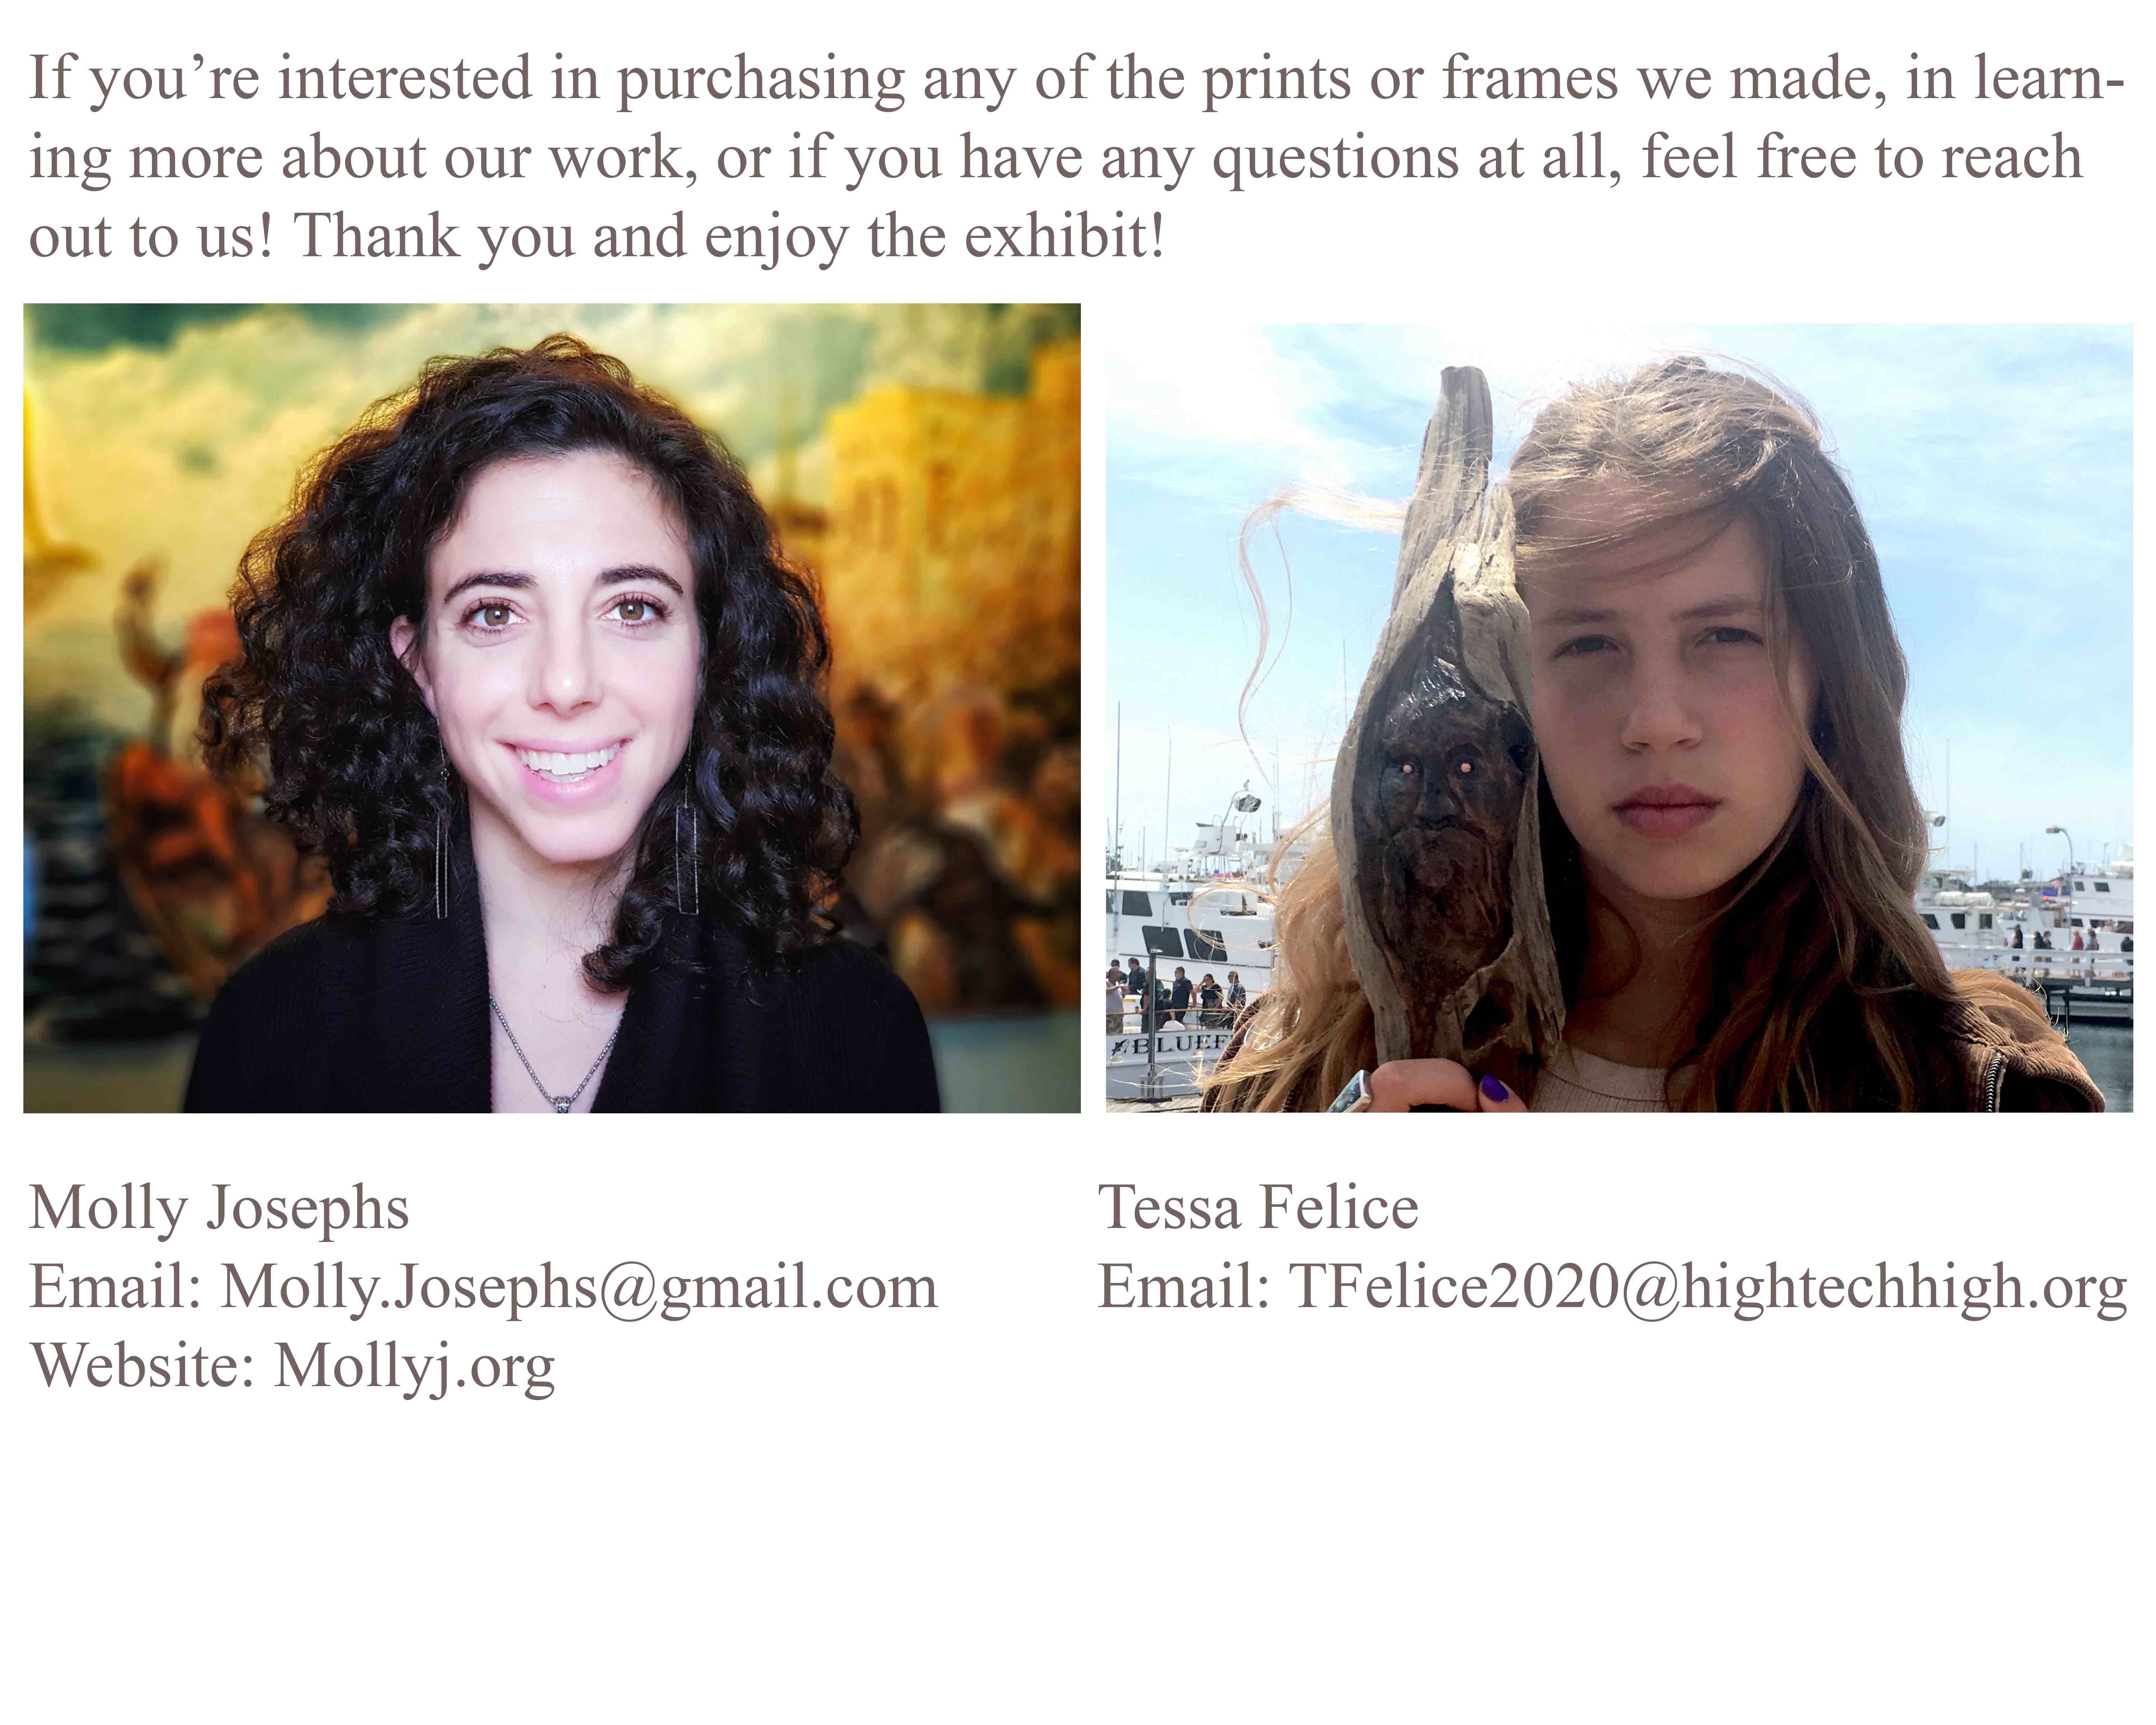 If you’re interested in purchasing any of the prints or frames we made, in learn-
ing more about our work, or if you have any questions at all, feel free to reach
out to us! Thank you and enjoy the exhibit!
BLUEF
Molly Josephs
Email: Molly.Josephs@gmail.com
Website: Mollyj.org
Tessa Felice
Email: TFelice2020@hightechhigh.org